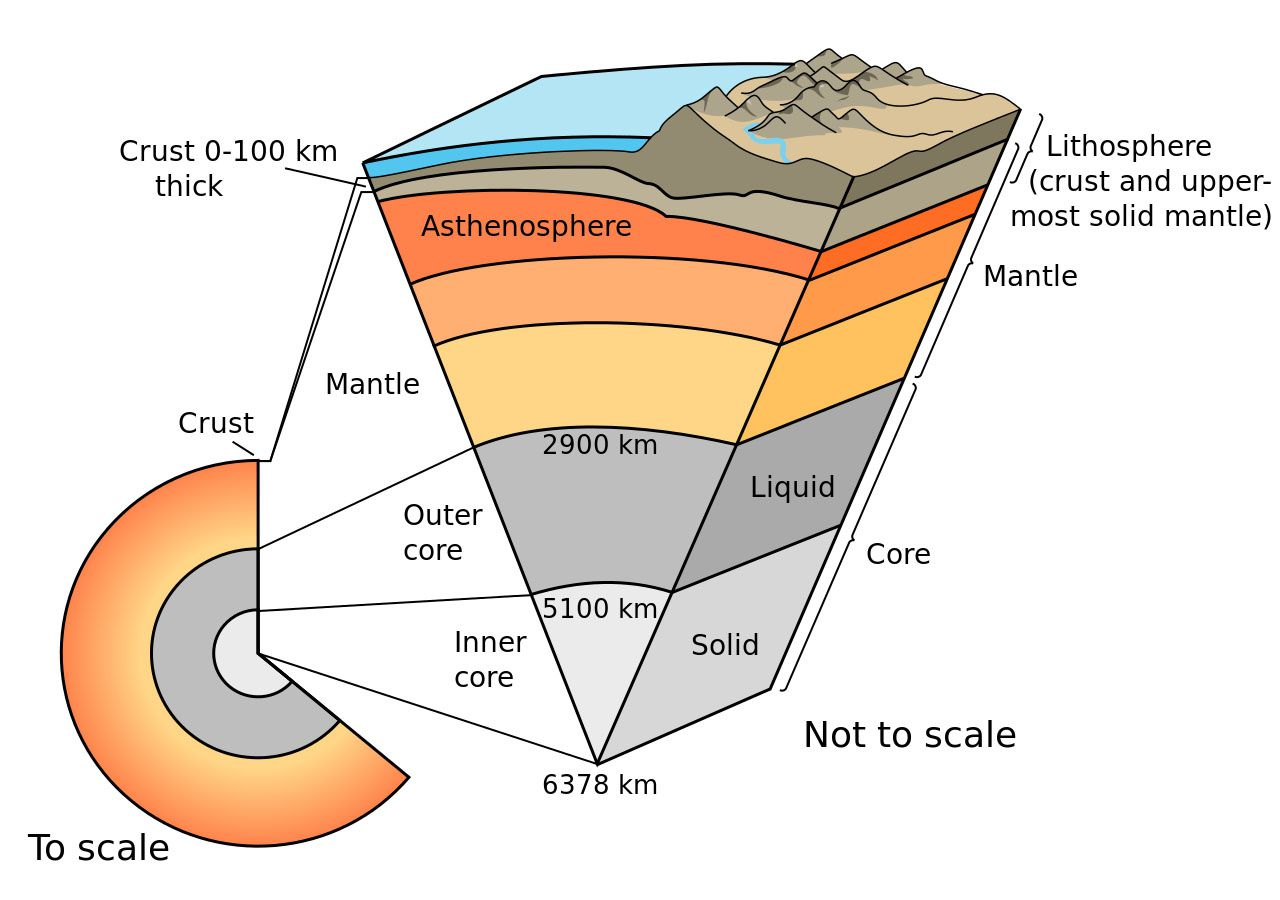 Crust 0-100 km
thick
Lithosphere
(crust and upper-
most solid mantle)
Asthenosphere
Mantle
Mantle
Crust
2900 km
Liquid
Outer
core
Core
5100 km
Inner
core
Solid
Not to scale
6378 km
To scale